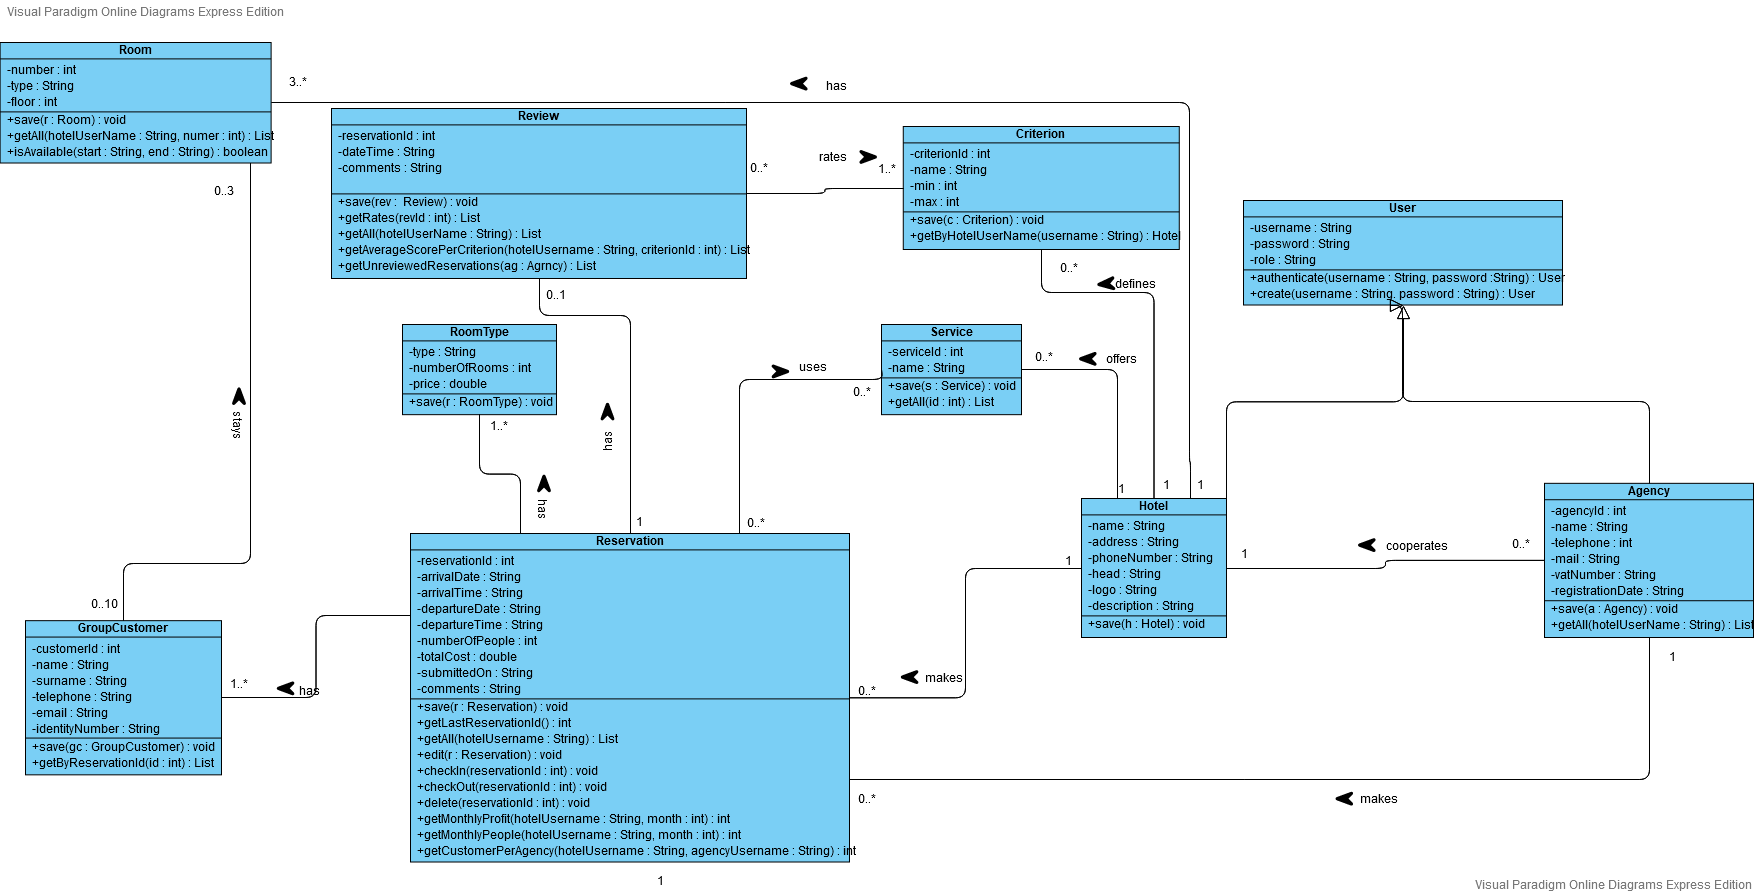 Visual Paradigm Online Diagrams Express Edition
Room
-number : int
-type : String
-floor : int
+save(r : Room) : void
+getAll(hotelUserName : String, numer : int) : List
+isAvailable(start : String, end : String) : boolean
3..*
has
Review
-reservationId : int
-dateTime : String
-comments : String
+save(rev :  Review) : void
+getRates(revId : int) : List
+getAll(hotelUserName : String) : List
+getAverageScorePerCriterion(hotelUsername : String, criterionId : int) : List
+getUnreviewedReservations(ag : Agrncy) : List
0..*
rates
1..*
Criterion
-criterionId : int
-name : String
-min : int
-max : int
+save(c : Criterion) : void
+getByHotelUserName(username : String) : Hotel
0..3
User
-username : String
-password : String
-role : String
+authenticate(username : String, password :String) : User
+create(username : String, password : String) : User
0..*
defines
0..1
RoomType
-type : String
-numberOfRooms : int
-price : double
+save(r : RoomType) : void
Service
-serviceId : int
-name : String
+save(s : Service) : void
+getAll(id : int) : List
0..*
offers
uses
0..*
stays
1..*
has
has
1
0..*
1
1
1
Hotel
-name : String
-address : String
-phoneNumber : String
-head : String
-logo : String
-description : String
+save(h : Hotel) : void
Agency
-agencyId : int
-name : String
-telephone : int
-mail : String
-vatNumber : String
-registrationDate : String
+save(a : Agency) : void
+getAll(hotelUserName : String) : List
1
1
cooperates
0..*
Reservation
-reservationId : int
-arrivalDate : String
-arrivalTime : String
-departureDate : String
-departureTime : String
-numberOfPeople : int
-totalCost : double
-submittedOn : String
-comments : String
+save(r : Reservation) : void
+getLastReservationId() : int
+getAll(hotelUsername : String) : List
+edit(r : Reservation) : void
+checkIn(reservationId : int) : void
+checkOut(reservationId : int) : void
+delete(reservationId : int) : void
+getMonthlyProfit(hotelUsername : String, month : int) : int
+getMonthlyPeople(hotelUsername : String, month : int) : int
+getCustomerPerAgency(hotelUsername : String, agencyUsername : String) : int
0..10
GroupCustomer
-customerId : int
-name : String
-surname : String
-telephone : String
-email : String
-identityNumber : String
+save(gc : GroupCustomer) : void
+getByReservationId(id : int) : List
1..*
has
0..*
makes
1
0..*
makes
1
Visual Paradigm Online Diagrams Express Edition